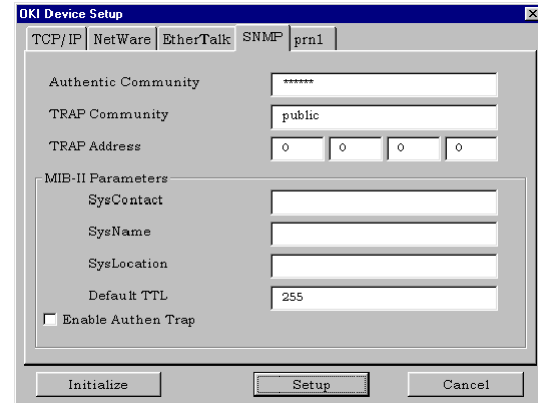 OKI Device Setup
TCP/IP NetWare EtherTalk SNMP prn1
Authentic Community ******
TRAP Community public
TRAP Address 0 0 0 0
MIB-II Parameters
SysContact
SysName
SysLocation
Default TTL 255
Enable Authen Trap
Initialize Setup Cancel